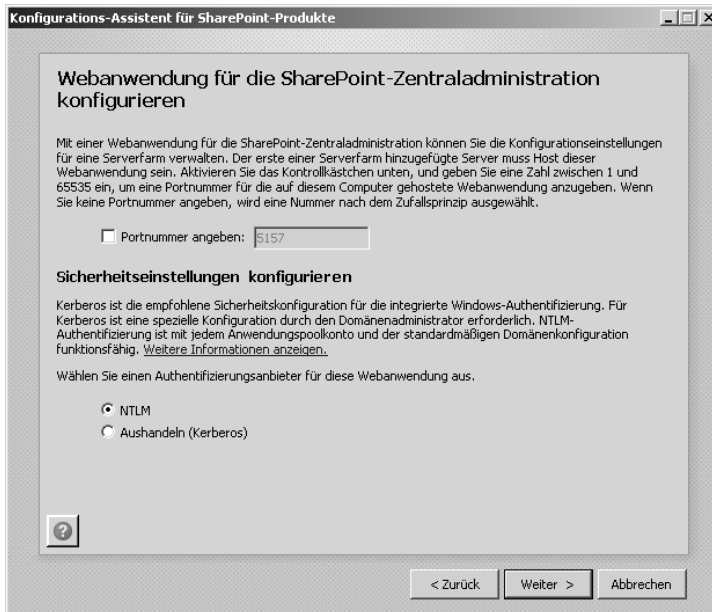 Konfigurations-Assistent für SharePoint-Produkte
Webanwendung für die SharePoint-Zentraladministration
konfigurieren
Mit einer Webanwendung für die SharePoint-Zentraladministration können Sie die Konfigurationseinstellungen
für eine Serverfarm verwalten. Der erste einer Serverfarm hinzugefügte Server muss Host dieser
Webanwendung sein. Aktivieren Sie das Kontrollkästchen unten, und geben Sie eine Zahl zwischen 1 und
65535 ein, um eine Portnummer für die auf diesem Computer gehostete Webanwendung anzugeben. Wenn
Sie keine Portnummer angeben, wird eine Nummer nach dem Zufallsprinzip ausgewählt.
Portnummer angeben: 5157
Sicherheitseinstellungen konfigurieren
Kerberos ist die empfohlene Sicherheitskonfiguration für die integrierte Windows-Authentifizierung. Für
Kerberos ist eine spezielle Konfiguration durch den Domänenadministrator erforderlich. NTLM-
Authentifizierung ist mit jedem Anwendungspoolkonto und der standardmäßigen Domänenkonfiguration
funktionsfähig. Weitere Informationen anzeigen.
Wählen Sie einen Authentifizierungsanbieter für diese Webanwendung aus.
NTLM
Aushandeln (Kerberos)
?
< Zurück Weiter > Abbrechen